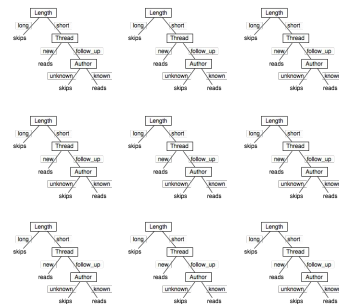 Length Length Length
long short long short long short
skips Thread skips Thread skips Thread
new follow_up new follow_up new follow_up
reads Author reads Author reads Author
unknown known unknown known unknown known
skips reads skips reads skips reads
Length Length Length
long short long short long short
skips Thread skips Thread skips Thread
new follow_up new follow_up new follow_up
reads Author reads Author reads Author
unknown known unknown known unknown known
skips reads skips reads skips reads
Length Length Length
long short long short long short
skips Thread skips Thread skips Thread
new follow_up new follow_up new follow_up
reads Author reads Author reads Author
unknown known unknown known unknown known
skips reads skips reads skips reads